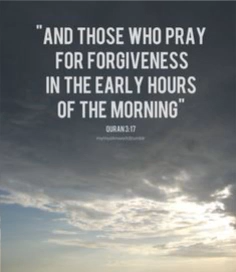 "AND THOSE WHO PRAY
FOR FORGIVENESS
IN THE EARLY HOURS
OF THE MORNING"
QURAN 3:17